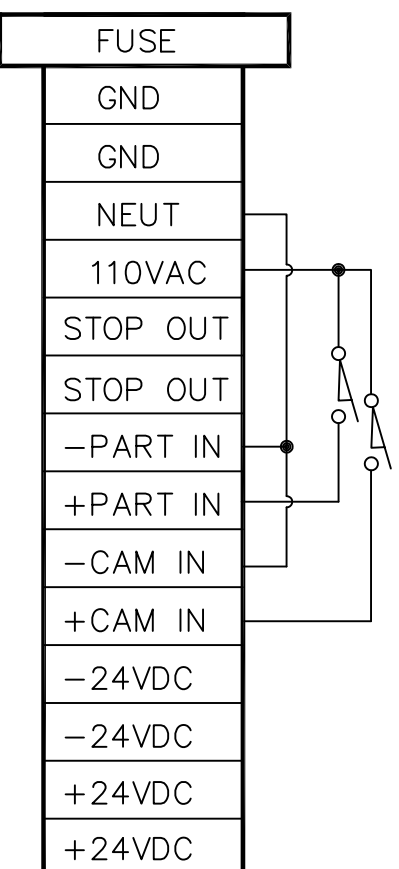 FUSE
GND
GND
NEUT
110VAC
STOP OUT
STOP OUT
-PART IN
+PART IN
-CAM IN
+CAM IN
-24VDC
-24VDC
+24VDC
+24VDC